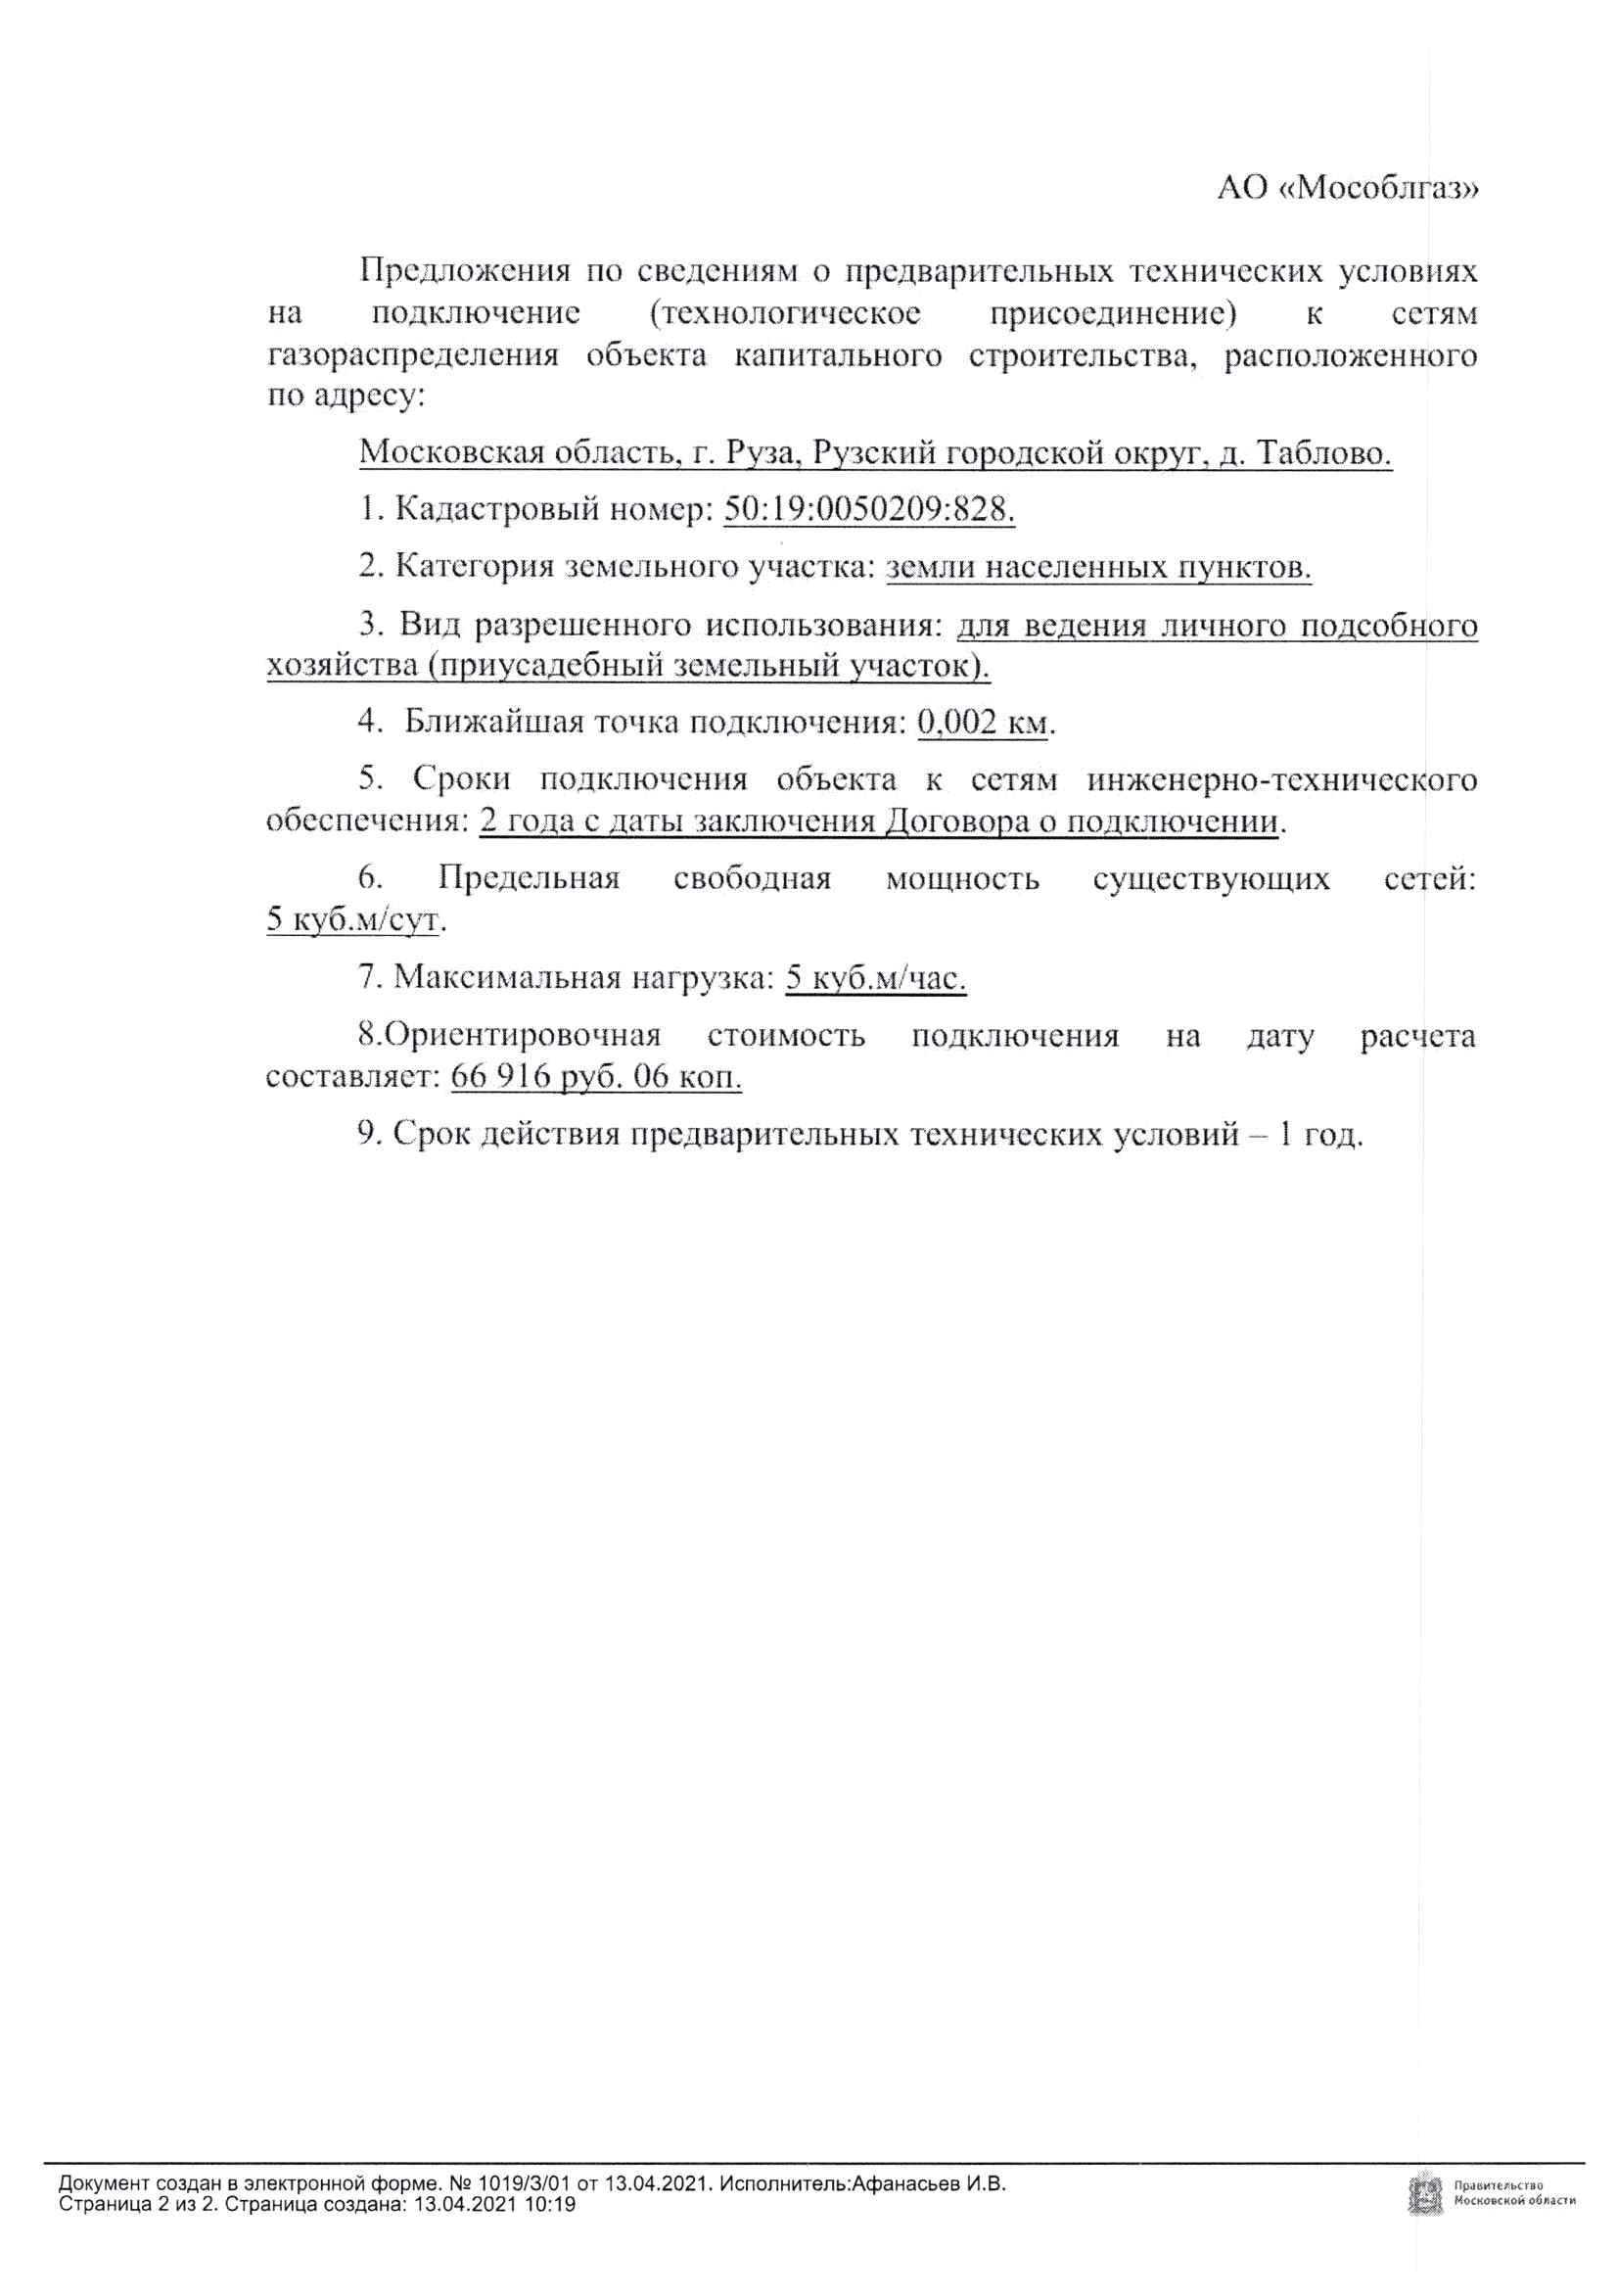 АО «Мособлгаз»
Предложения по сведениям о предварительных технических условиях
на подключение (технологическое присоединение) к сетям
газораспределения объекта капитального строительства, расположенного
по адресу:
Московская область, г. Руза, Рузский городской округ, д. Таблово.
1. Кадастровый номер: 50:19:0050209:828.
2. Категория земельного участка: земли населенных пунктов.
3. Вид разрешенного использования: для ведения личного подсобного
хозяйства (приусадебный земельный участок).
4. Ближайшая точка подключения: 0,002 км.
5. Сроки подключения объекта к сетям инженерно-технического
обеспечения: 2 года с даты заключения Договора о подключении.
6. Предельная свободная мощность существующих сетей:
5 куб.м/сут.
7. Максимальная нагрузка: 5 куб.м/час.
8.Ориентировочная стоимость подключения на дату расчета
составляет: 66 916 руб. 06 коп.
9. Срок действия предварительных технических условий – 1 год.
Документ создан в электронной форме. № 1019/3/01 от 13.04.2021. Исполнитель:Афанасьев И.В.
Страница 2 из 2. Страница создана: 13.04.2021 10:19
Правительство
Московской области